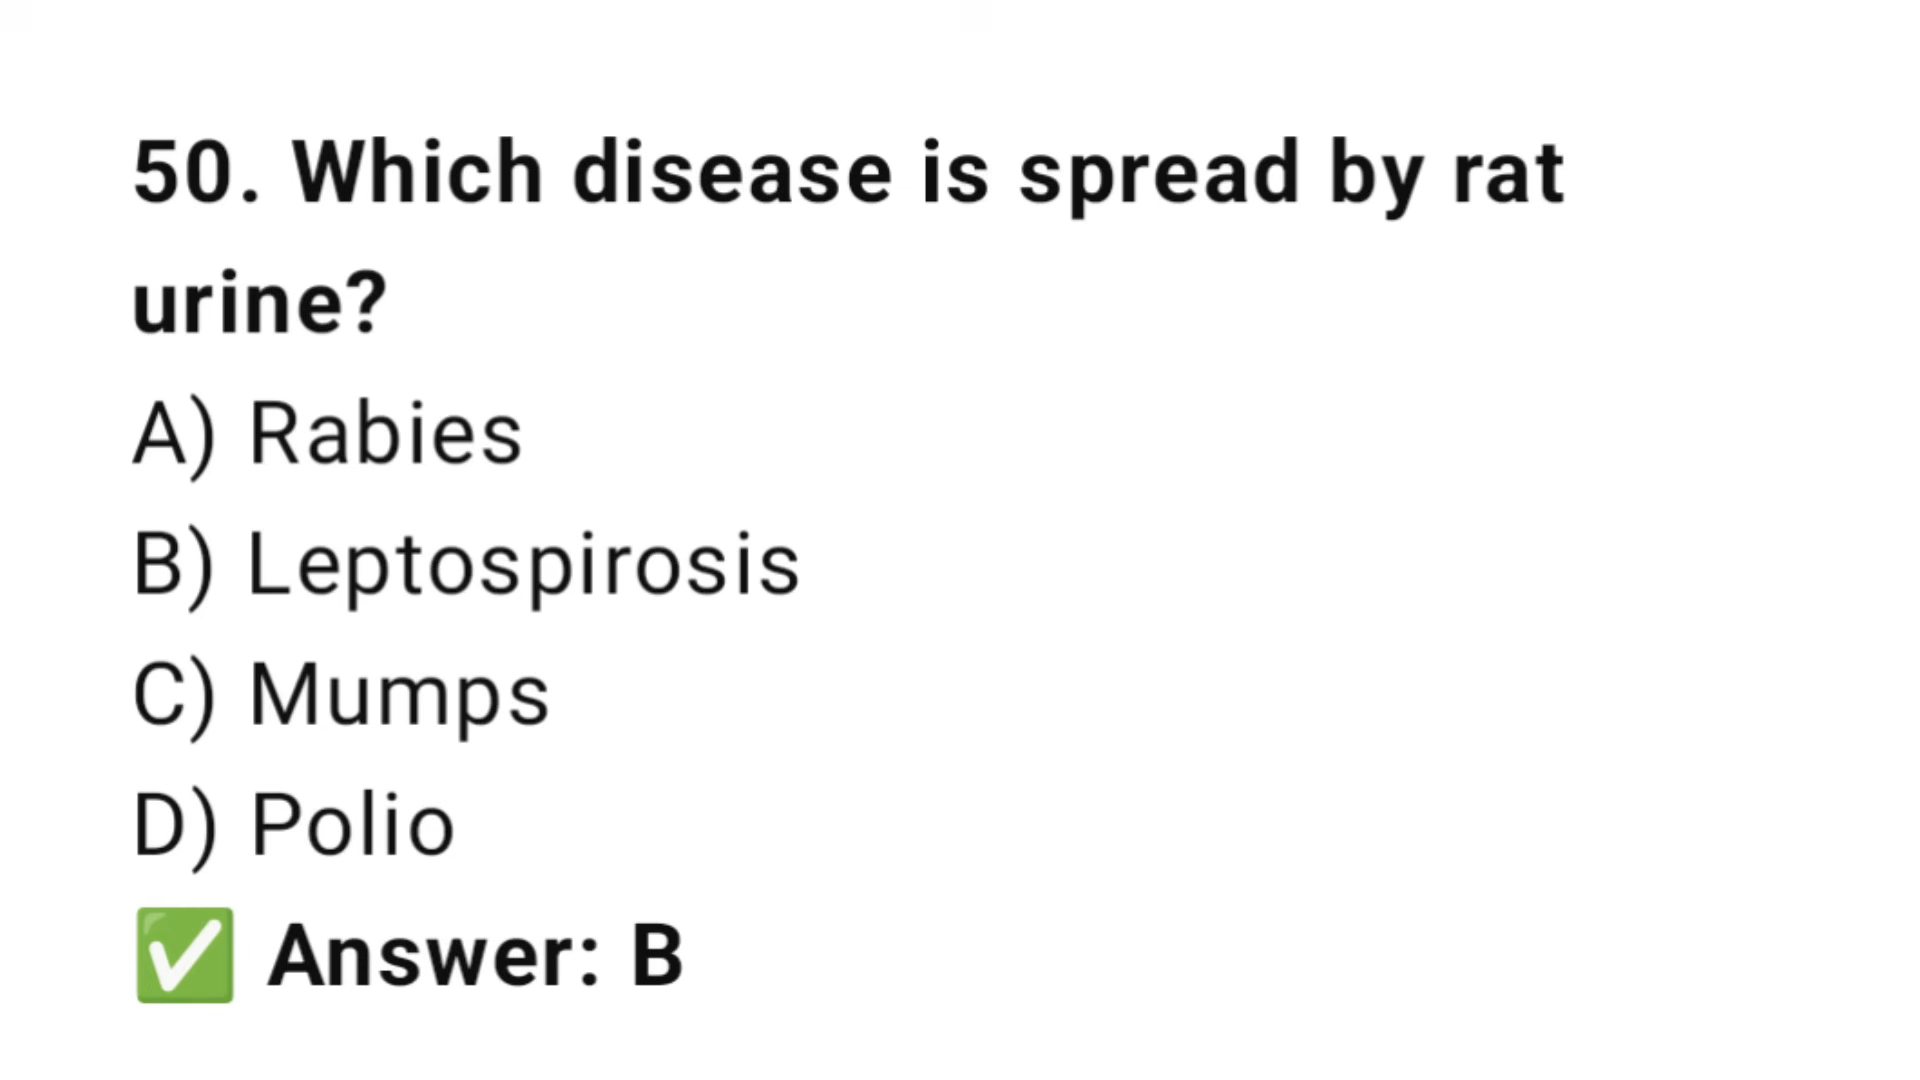 50. Which disease is spread by rat
urine?
A) Rabies
B) Leptospirosis
C) Mumps
D) Polio
✅ Answer: B